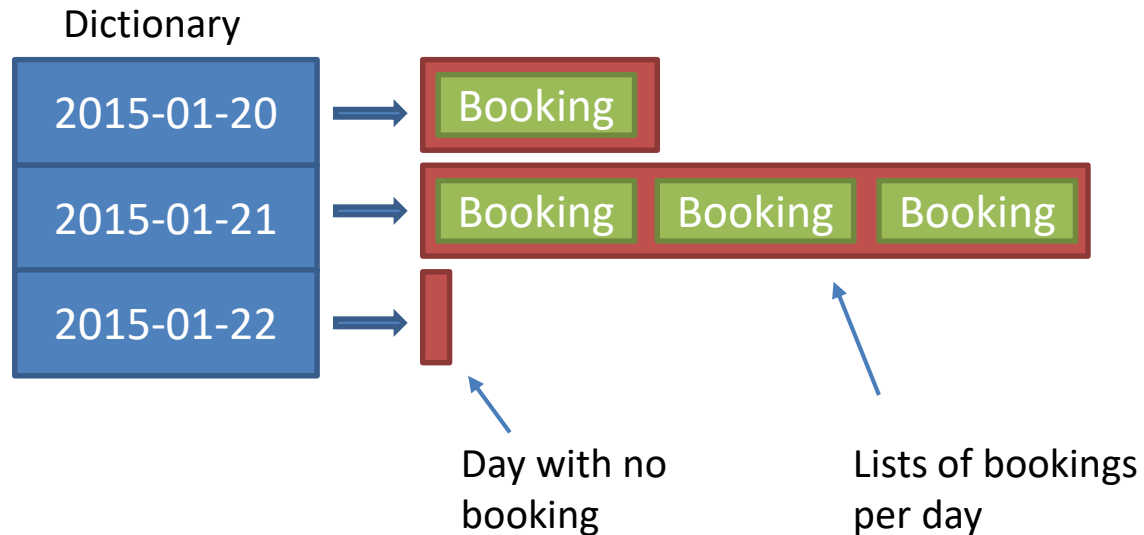 Dictionary
2015-01-20
Booking
2015-01-21
Booking
Booking
Booking
2015-01-22
Day with no
booking
Lists of bookings
per day